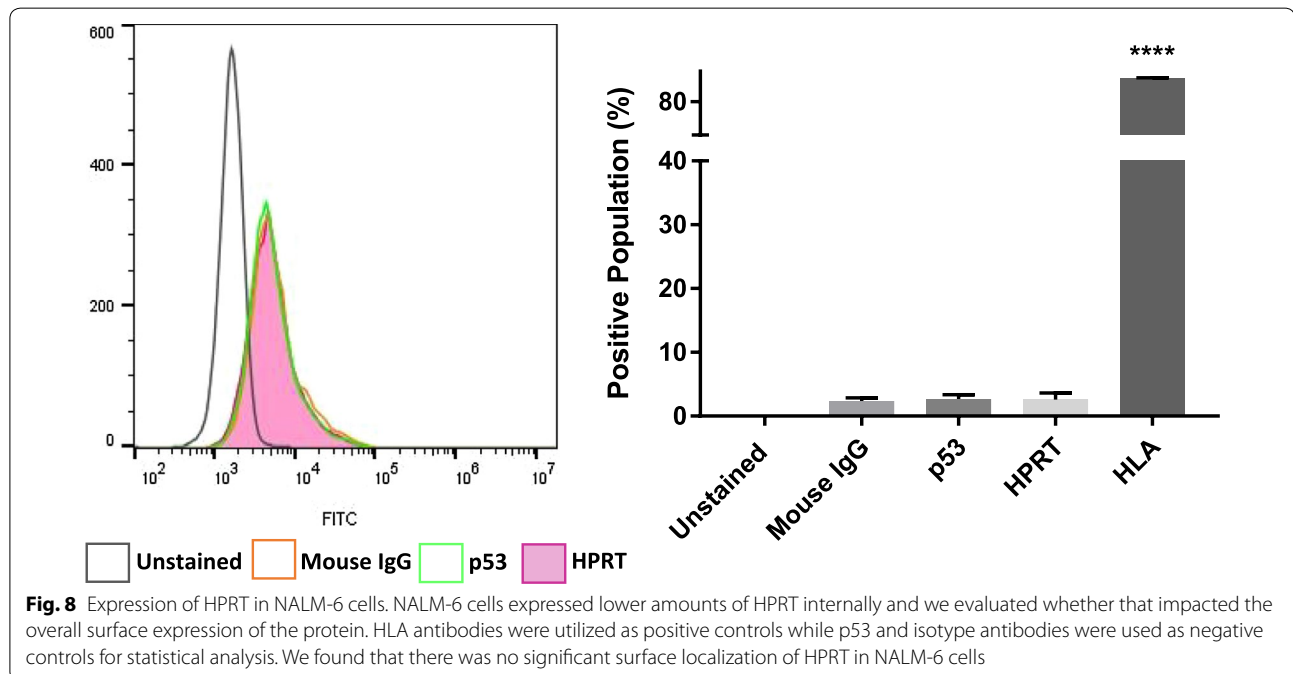 600
400
200
0
10^2 10^3 10^4 10^5 10^6 10^7
FITC
Unstained Mouse IgG p53 HPRT
Positive Population (%)
80
40
30
20
10
0
****
Unstained
Mouse IgG
p53
HPRT
HLA
Fig. 8 Expression of HPRT in NALM-6 cells. NALM-6 cells expressed lower amounts of HPRT internally and we evaluated whether that impacted the
overall surface expression of the protein. HLA antibodies were utilized as positive controls while p53 and isotype antibodies were used as negative
controls for statistical analysis. We found that there was no significant surface localization of HPRT in NALM-6 cells